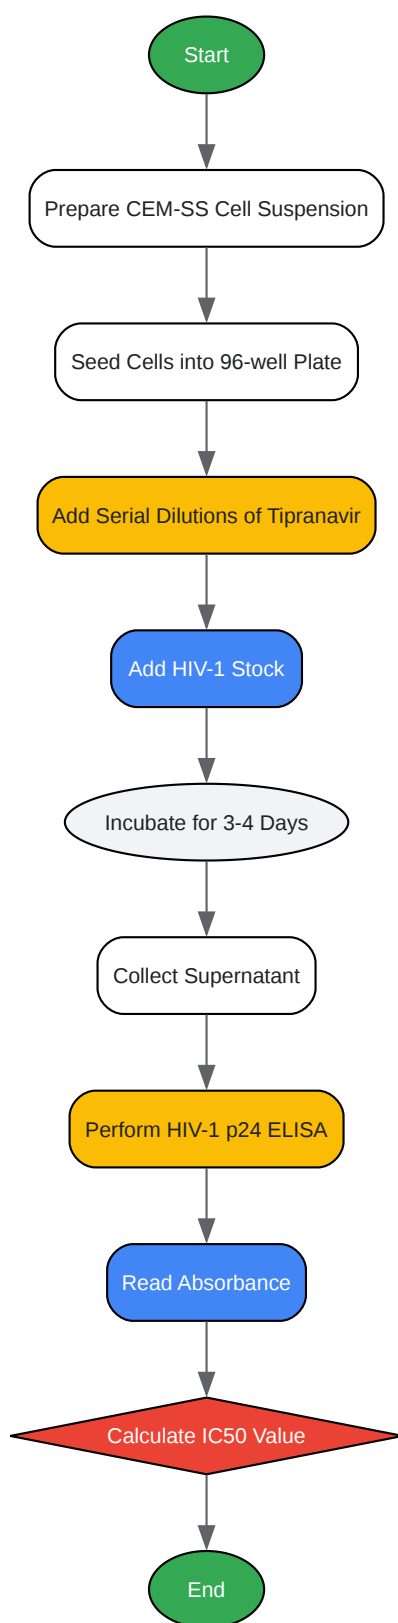 Start
Prepare CEM-SS Cell Suspension
Seed Cells into 96-well Plate
Add Serial Dilutions of Tipranavir
Add HIV-1 Stock
Incubate for 3-4 Days
Collect Supernatant
Perform HIV-1 p24 ELISA
Read Absorbance
Calculate IC50 Value
End